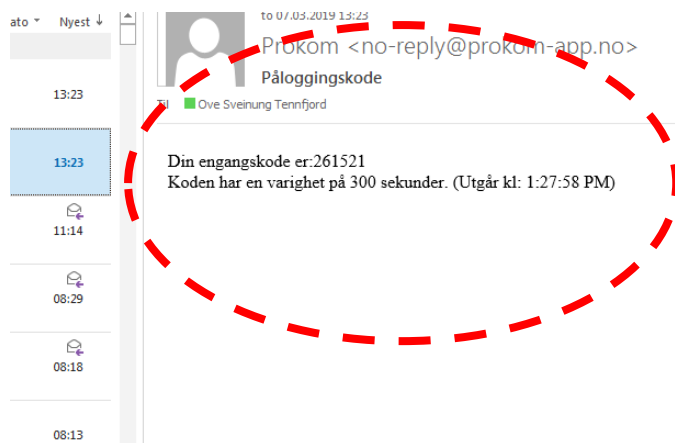 ato Nyest ↓
to 07.03.2019 13:23
Prokom <no-reply@prokom-app.no>
Påloggingskode
Til Ove Sveinung Tennfjord
13:23
13:23
11:14
08:29
08:18
08:13
Din engangskode er:261521
Koden har en varighet på 300 sekunder. (Utgår kl: 1:27:58 PM)